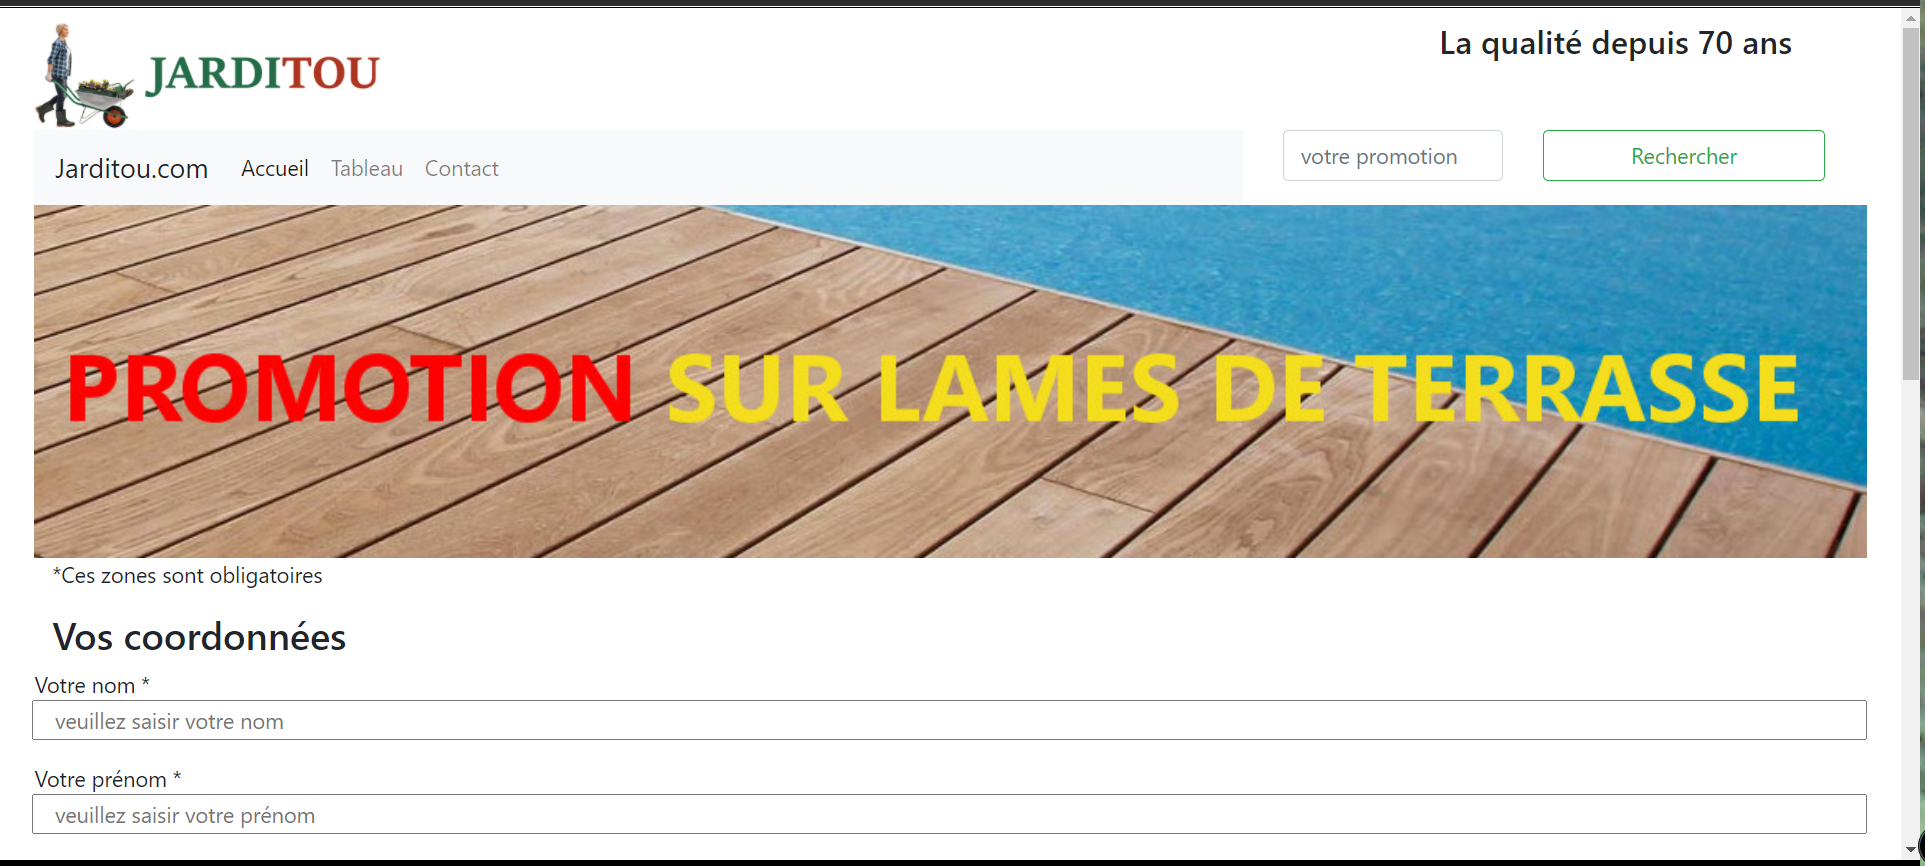 JARDITOU
La qualité depuis 70 ans
Jarditou.com Accueil Tableau Contact votre promotion Rechercher
PROMOTION SUR LAMES DE TERRASSE
*Ces zones sont obligatoires
Vos coordonnées
Votre nom *
veuillez saisir votre nom
Votre prénom *
veuillez saisir votre prénom